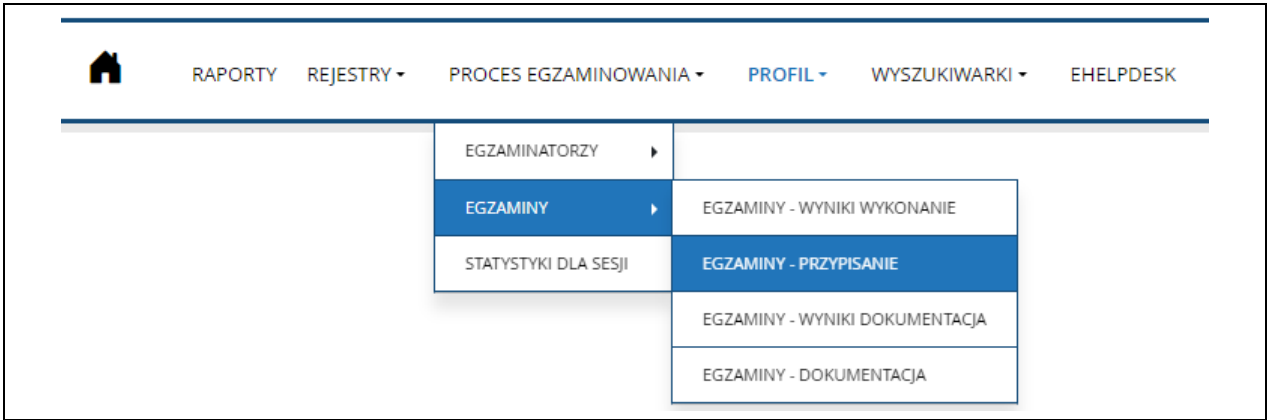 RAPORTY REJESTRY PROCES EGZAMINOWANIA PROFIL WYSZUKIWARKI EHELPDESK
EGZAMINATORZY
EGZAMINY
STATYSTYKI DLA SESJI
EGZAMINY - WYNIKI WYKONANIE
EGZAMINY - PRZYPISANIE
EGZAMINY - WYNIKI DOKUMENTACJA
EGZAMINY - DOKUMENTACJA